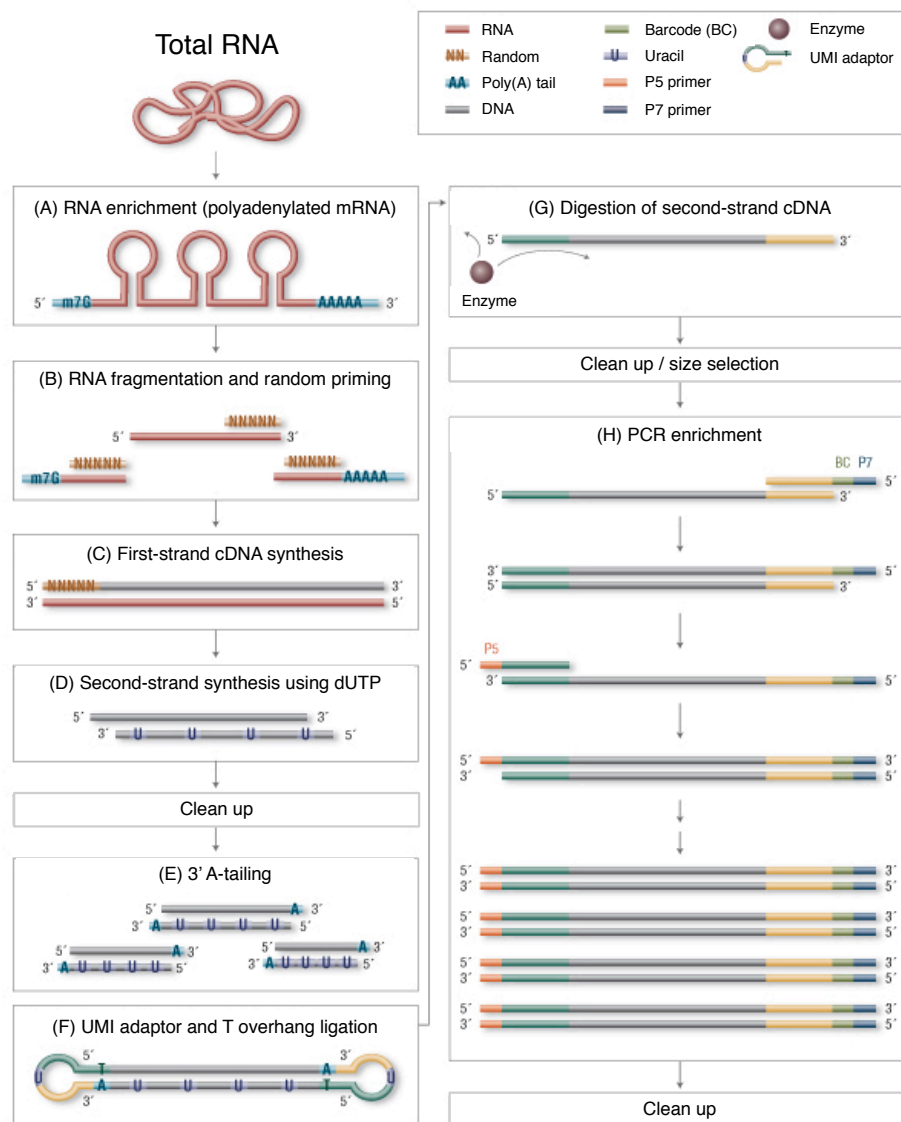 Total RNA
RNA
NN Random
AA Poly(A) tail
DNA
Barcode (BC)
U Uracil
P5 primer
P7 primer
Enzyme
T UMI adaptor
(A) RNA enrichment (polyadenylated mRNA)
5´ m7G AAAAA 3´
(B) RNA fragmentation and random priming
NNNNN
5´ 3´
NNNNN NNNNN
m7G AAAAA
(C) First-strand cDNA synthesis
5´ NNNNN 3´
3´ 5´
(D) Second-strand synthesis using dUTP
5´ 3´
3´ U U U U 5´
Clean up
(E) 3’ A-tailing
5´ A 3´
3´ A U U U U 5´
5´ A 3´
3´ A U U U U 5´
5´ A 3´
3´ A U U U U 5´
(F) UMI adaptor and T overhang ligation
5´ 3´
T A
U U
A U U U U T
3´ 5´
(G) Digestion of second-strand cDNA
5´ 3´
Enzyme
Clean up / size selection
(H) PCR enrichment
BC P7
5´
5´ 3´
3´ 5´
5´ 3´
P5
5´
3´ 5´
5´ 3´
3´ 5´
5´ 3´
3´ 5´
5´ 3´
3´ 5´
5´ 3´
3´ 5´
5´ 3´
3´ 5´
Clean up